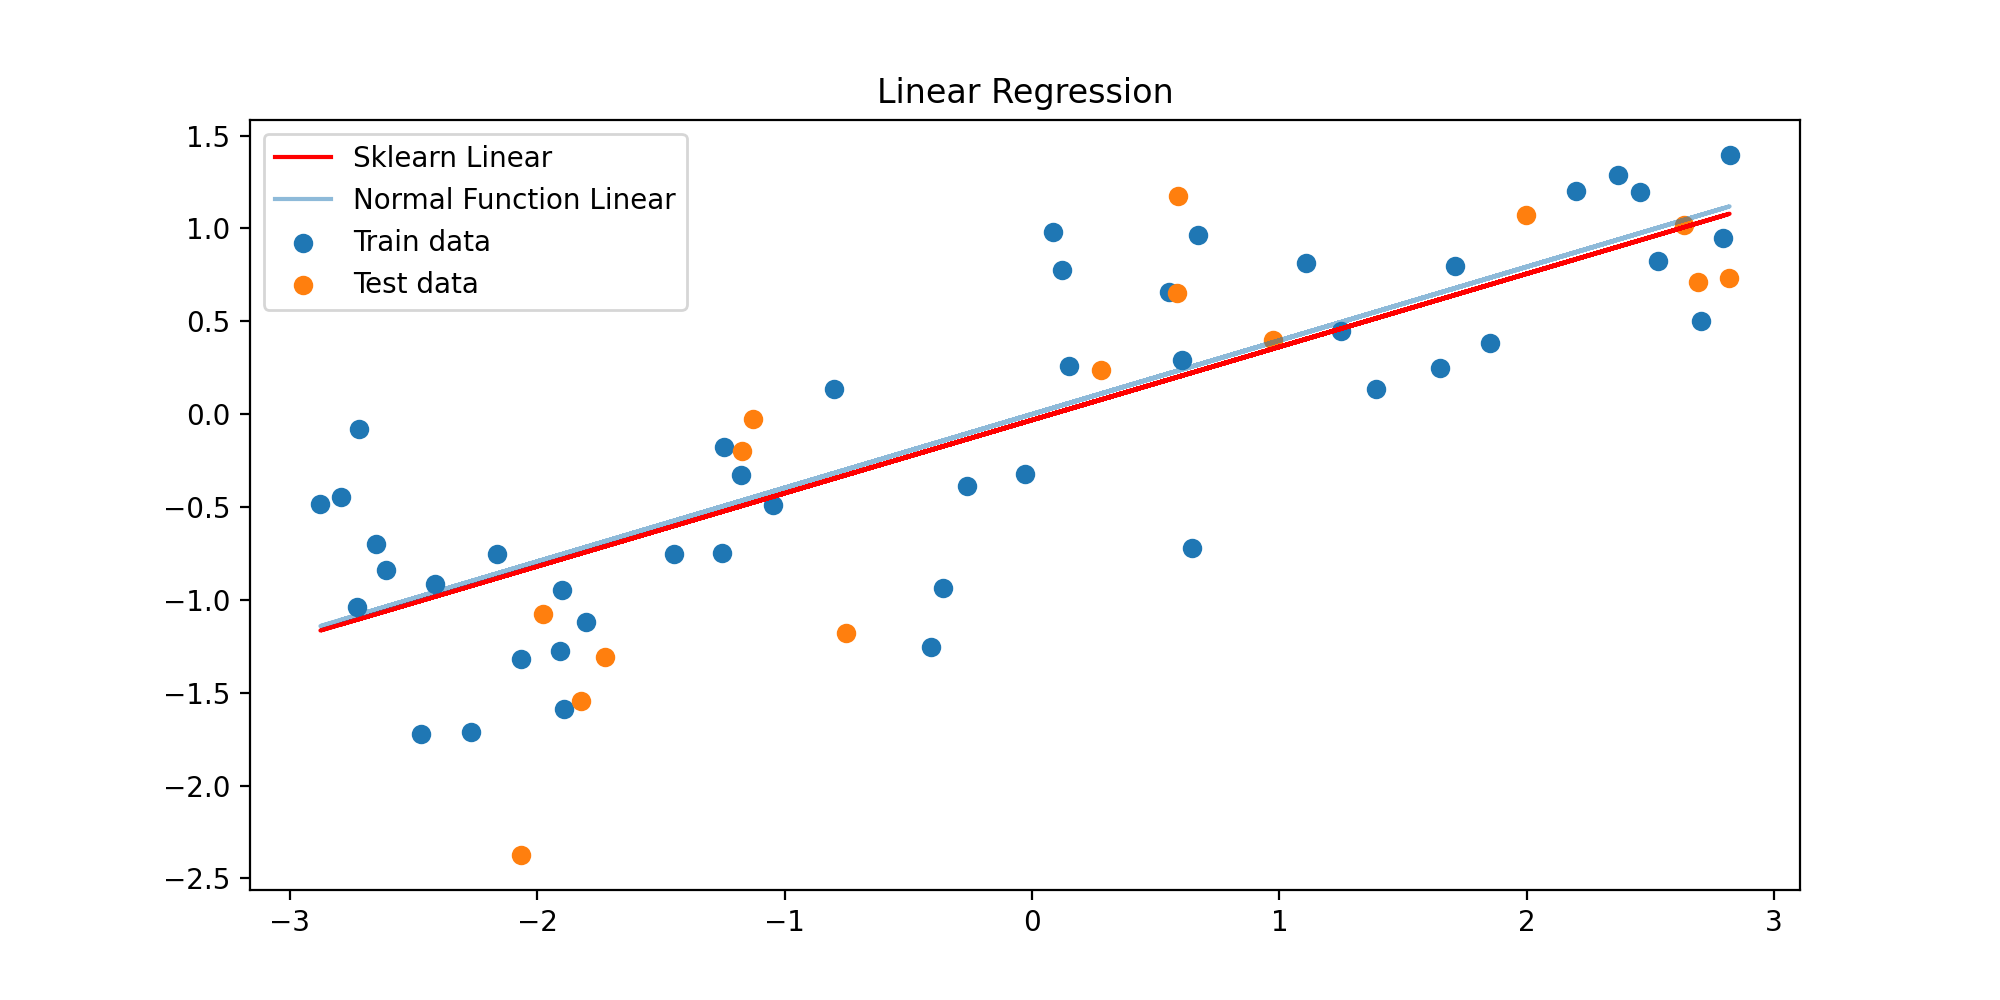 Linear Regression
Sklearn Linear
Normal Function Linear
Train data
Test data
1.5
1.0
0.5
0.0
−0.5
−1.0
−1.5
−2.0
−2.5
−3 −2 −1 0 1 2 3